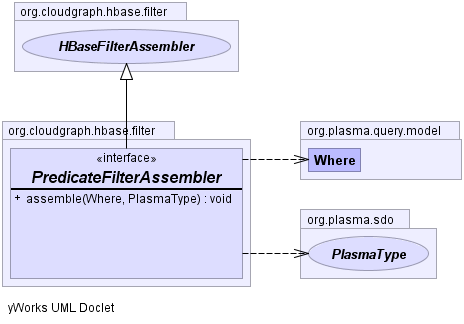 org.cloudgraph.hbase.filter
HBaseFilterAssembler
org.cloudgraph.hbase.filter
«interface»
PredicateFilterAssembler
+ assemble(Where, PlasmaType) : void
org.plasma.query.model
Where
org.plasma.sdo
PlasmaType
yWorks UML Doclet